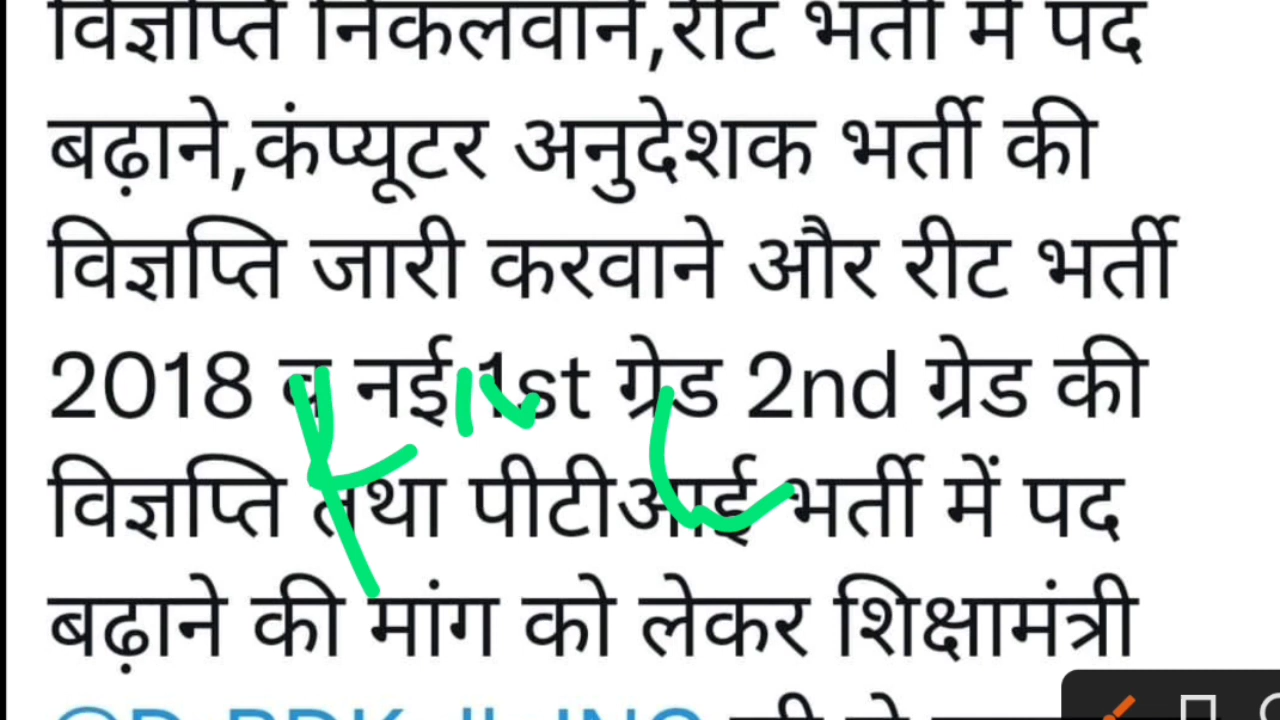 विज्ञप्ति निकलवाने,रीट भर्ती में पद
बढ़ाने,कंप्यूटर अनुदेशक भर्ती की
विज्ञप्ति जारी करवाने और रीट भर्ती
2018 व नई 1st ग्रेड 2nd ग्रेड की
विज्ञप्ति तथा पीटीआई भर्ती में पद
बढ़ाने की मांग को लेकर शिक्षामंत्री